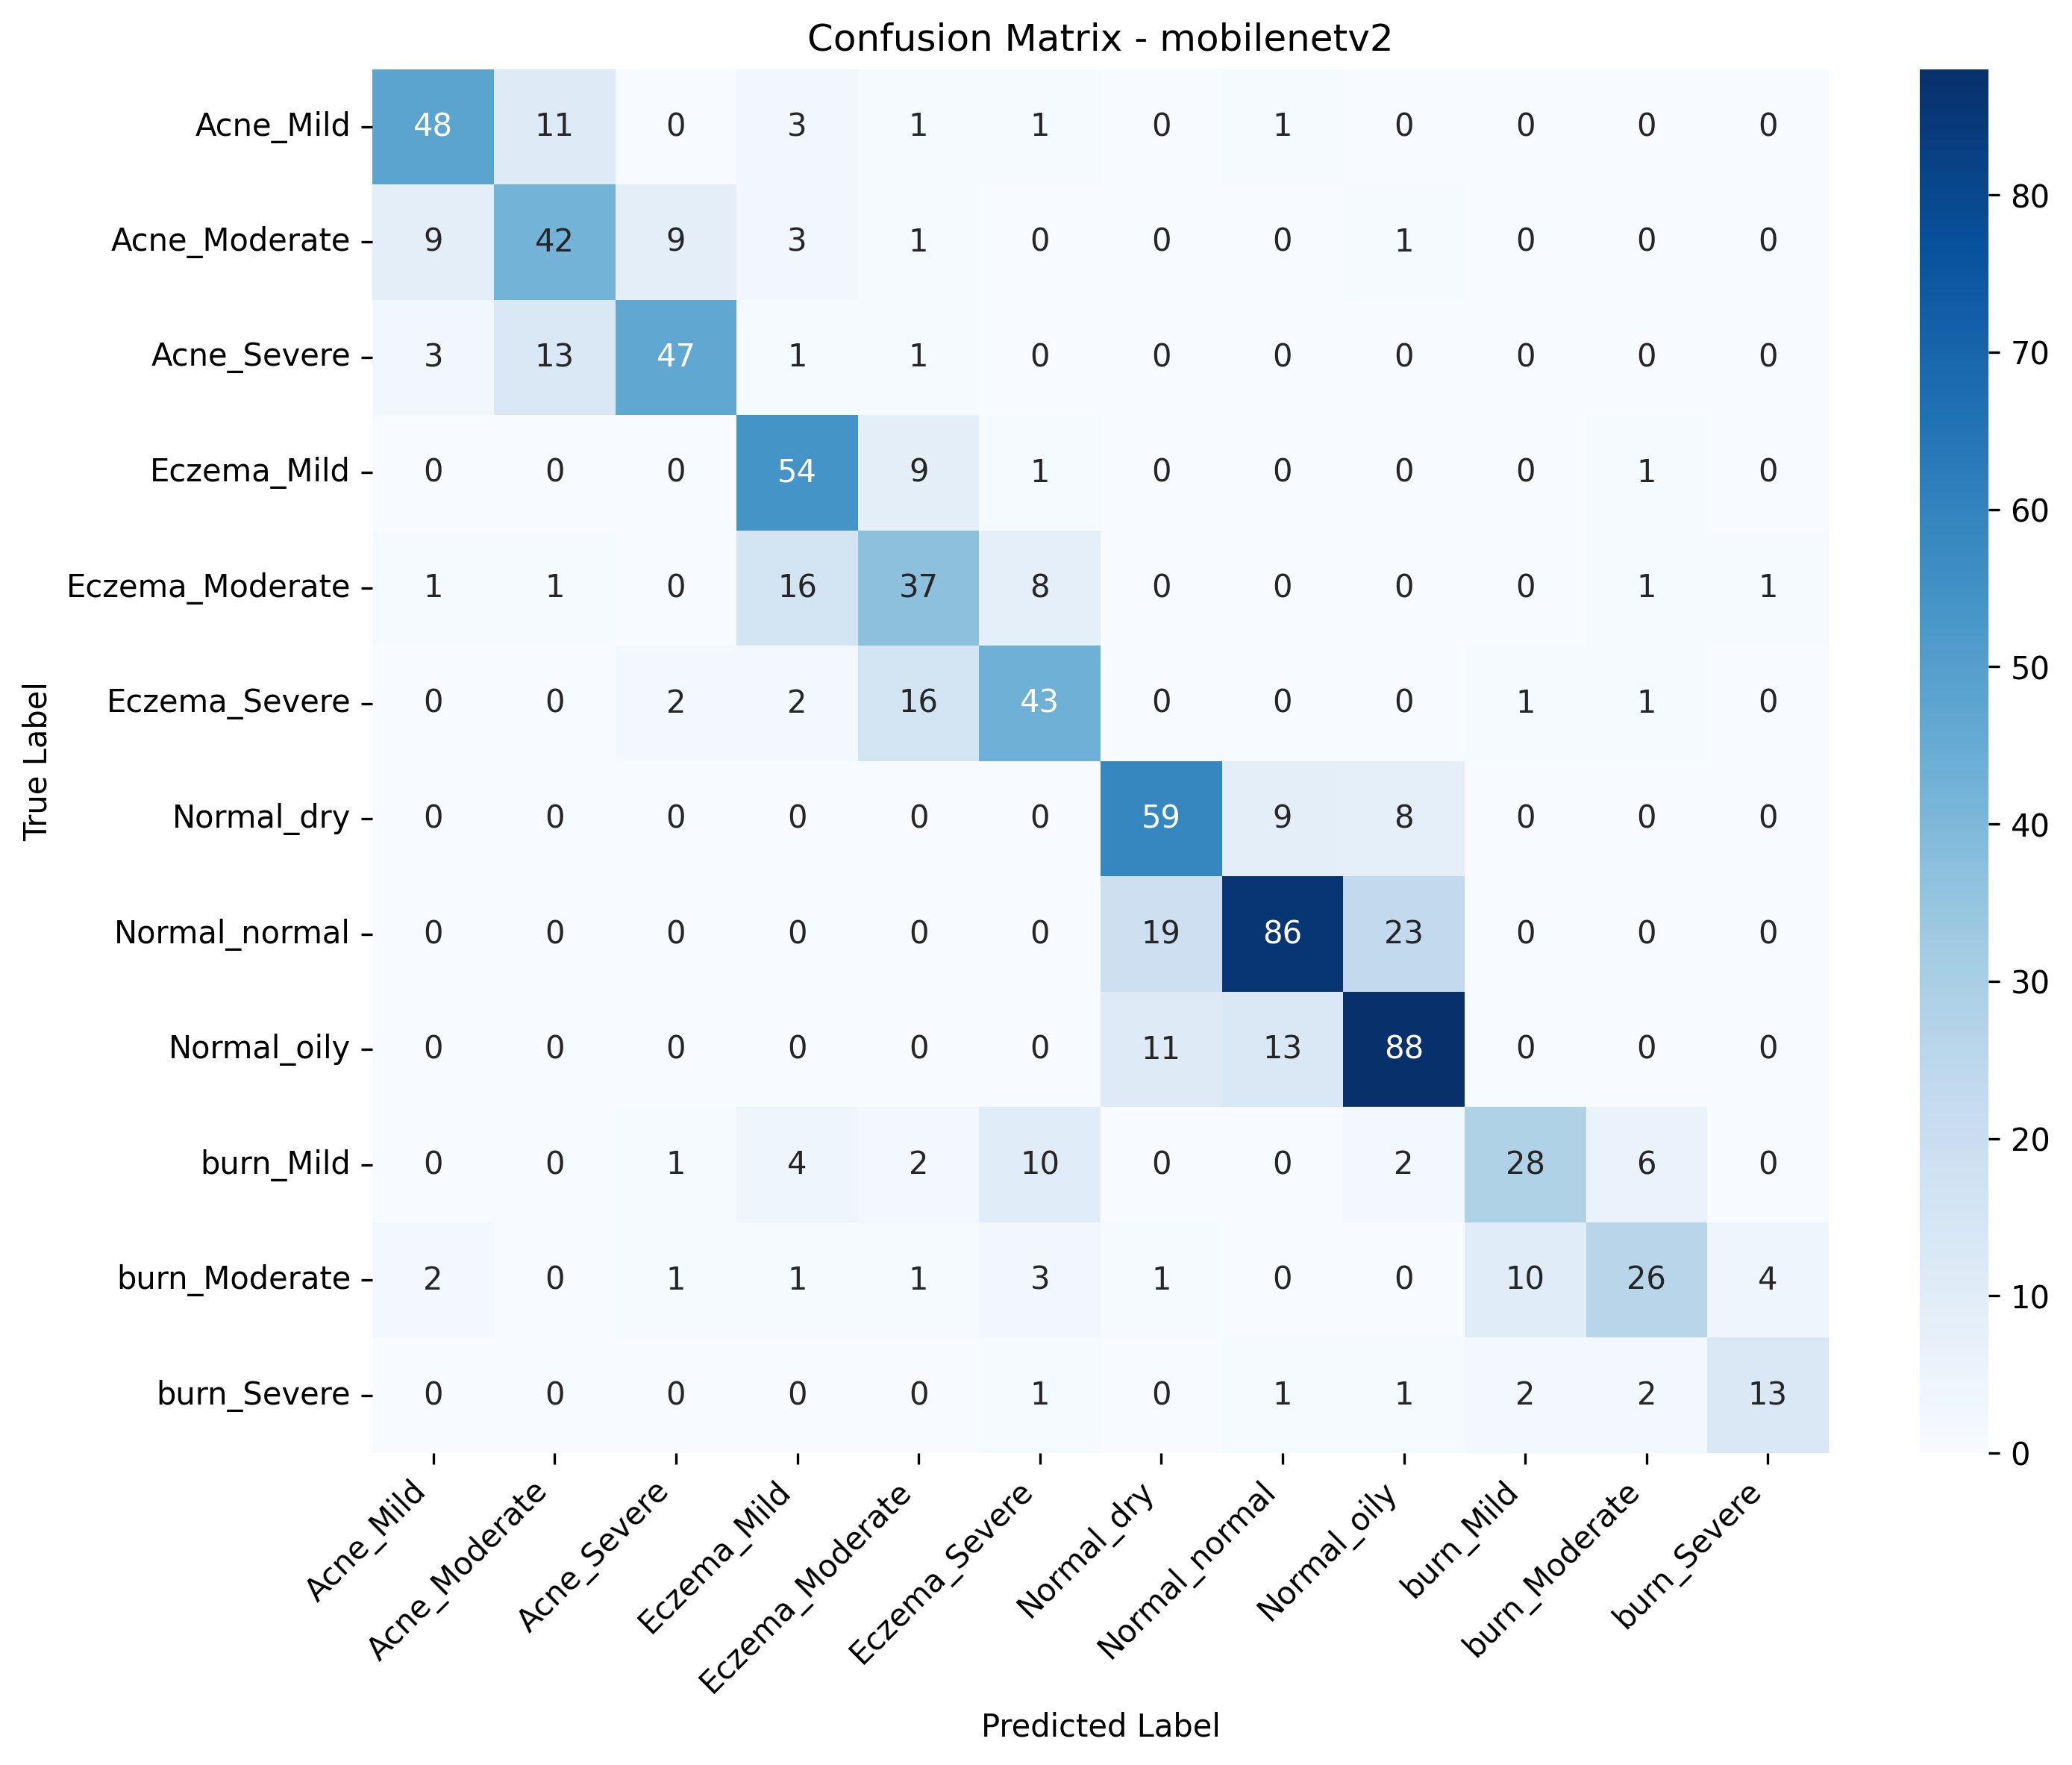 Confusion Matrix - mobilenetv2
True Label
Acne_Mild 48 11 0 3 1 1 0 1 0 0 0 0
Acne_Moderate 9 42 9 3 1 0 0 0 1 0 0 0
Acne_Severe 3 13 47 1 1 0 0 0 0 0 0 0
Eczema_Mild 0 0 0 54 9 1 0 0 0 0 1 0
Eczema_Moderate 1 1 0 16 37 8 0 0 0 0 1 1
Eczema_Severe 0 0 2 2 16 43 0 0 0 1 1 0
Normal_dry 0 0 0 0 0 0 59 9 8 0 0 0
Normal_normal 0 0 0 0 0 0 19 86 23 0 0 0
Normal_oily 0 0 0 0 0 0 11 13 88 0 0 0
burn_Mild 0 0 1 4 2 10 0 0 2 28 6 0
burn_Moderate 2 0 1 1 1 3 1 0 0 10 26 4
burn_Severe 0 0 0 0 0 1 0 1 1 2 2 13
Acne_Mild
Acne_Moderate
Acne_Severe
Eczema_Mild
Eczema_Moderate
Eczema_Severe
Normal_dry
Normal_normal
Normal_oily
burn_Mild
burn_Moderate
burn_Severe
Predicted Label
80
70
60
50
40
30
20
10
0